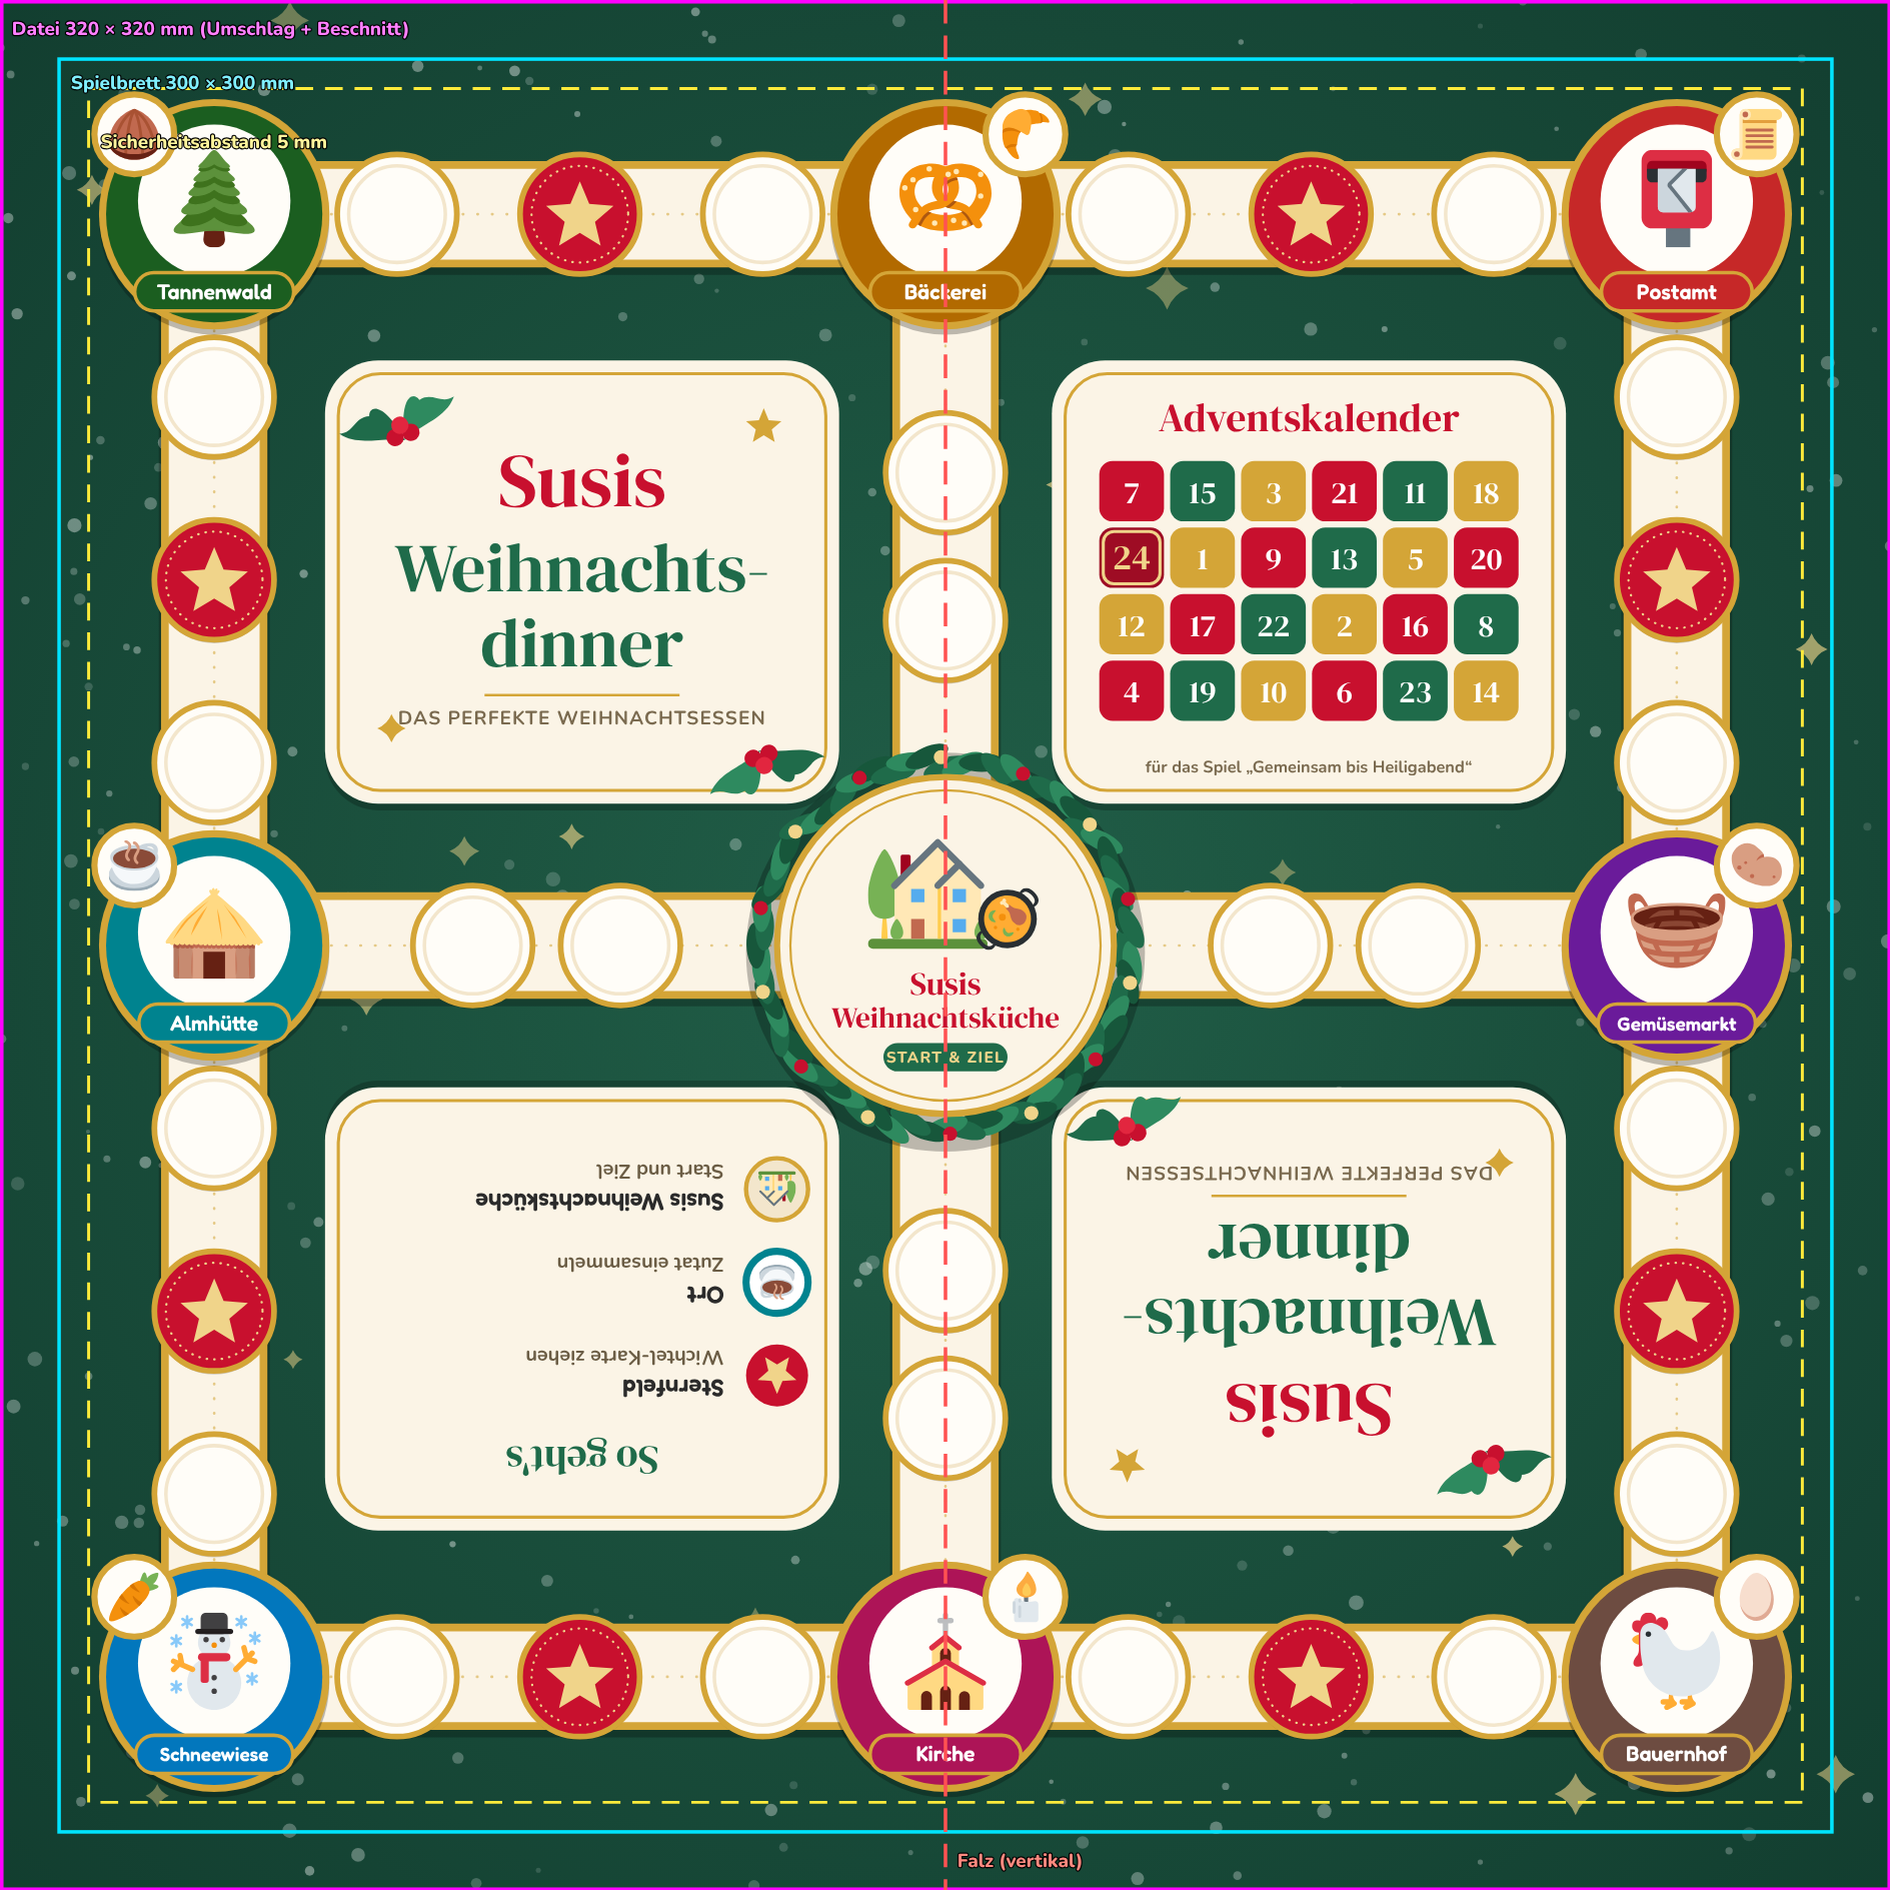 Datei 320 × 320 mm (Umschlag + Beschnitt)
Spielbrett 300 × 300 mm
Sicherheitsabstand 5 mm
Tannenwald
Bäckerei
Postamt
Susis
Weihnachts-
dinner
DAS PERFEKTE WEIHNACHTSESSEN
Adventskalender
7 15 3 21 11 18
24 1 9 13 5 20
12 17 22 2 16 8
4 19 10 6 23 14
für das Spiel „Gemeinsam bis Heiligabend“
Almhütte
Susis
Weihnachtsküche
START & ZIEL
Gemüsemarkt
So geht's
Sternfeld
Wichtel-Karte ziehen
Ort
Zutat einsammeln
Susis Weihnachtsküche
Start und Ziel
Susis
Weihnachts-
dinner
DAS PERFEKTE WEIHNACHTSESSEN
Schneewiese
Kirche
Bauernhof
Falz (vertikal)